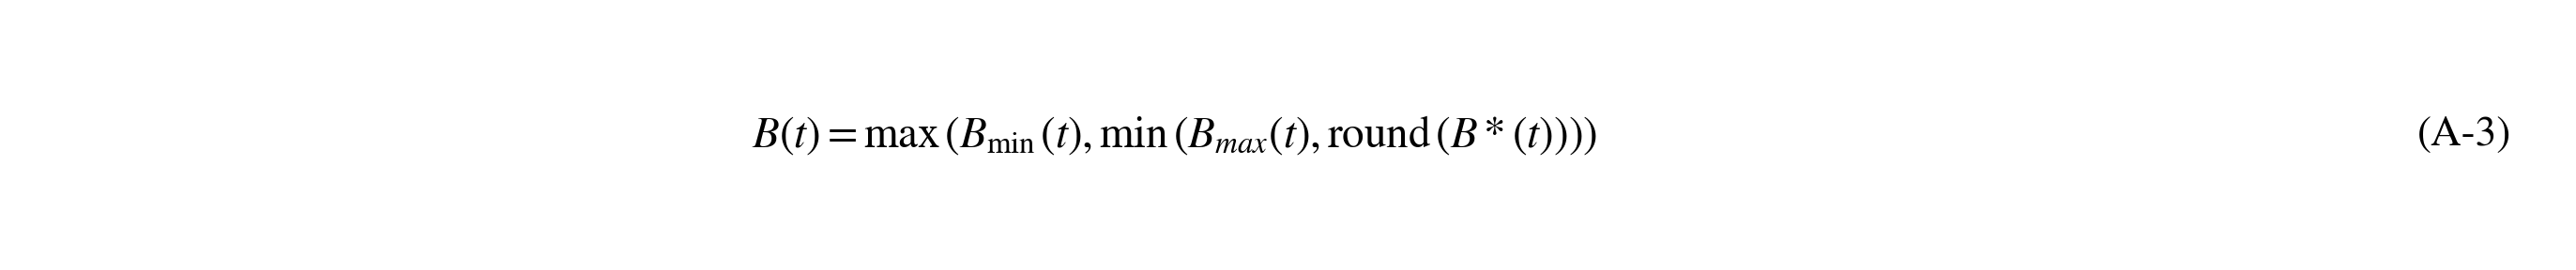 B(t) = max (B_min (t), min (B_max(t), round (B * (t)))) (A-3)